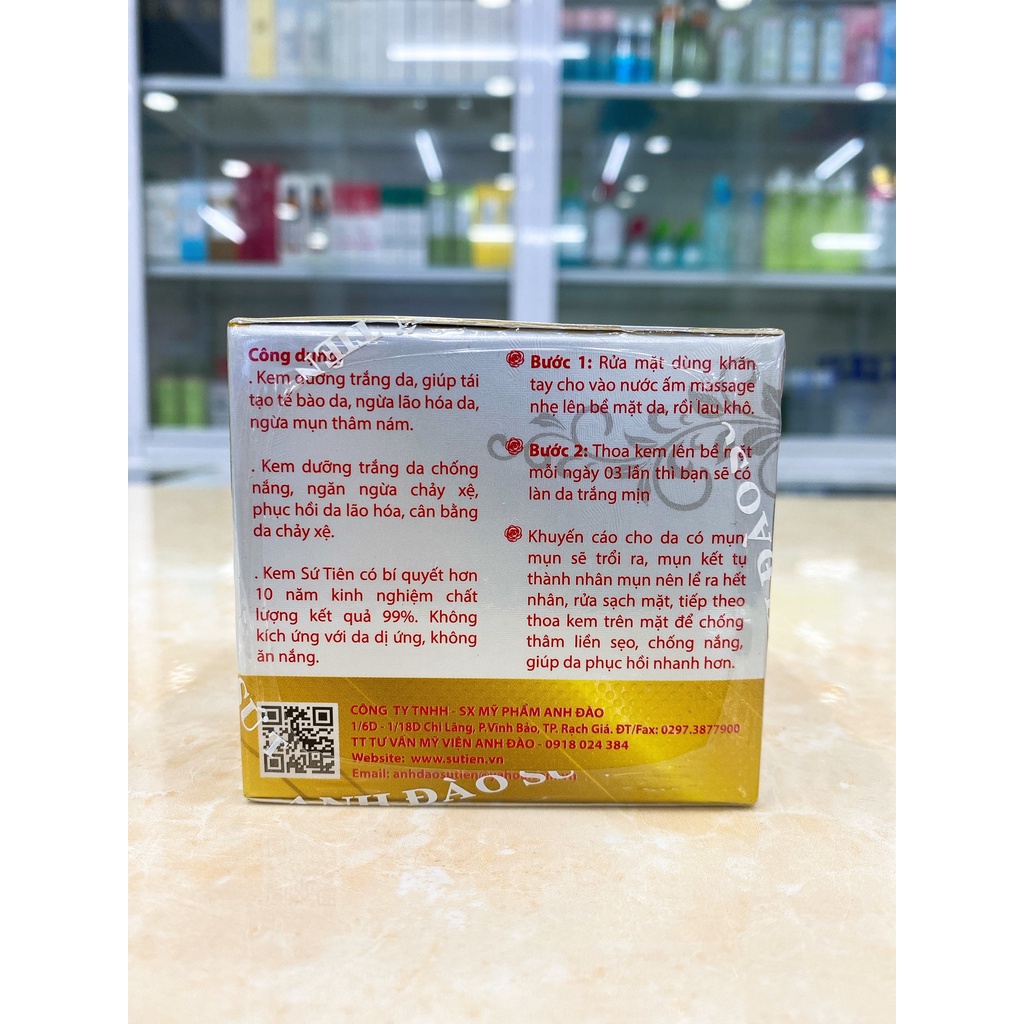 Công dụng
. Kem dưỡng trắng da, giúp tái
tạo tế bào da, ngừa lão hóa da,
ngừa mụn thâm nám.
. Kem dưỡng trắng da chống
nắng, ngăn ngừa chảy xệ,
phục hồi da lão hóa, cân bằng
da chảy xệ.
. Kem Sứ Tiên có bí quyết hơn
10 năm kinh nghiệm chất
lượng kết quả 99%. Không
kích ứng với da dị ứng, không
ăn nắng.
Bước 1: Rửa mặt dùng khăn
tay cho vào nước ấm massage
nhẹ lên bề mặt da, rồi lau khô.
Bước 2: Thoa kem lên bề mặt
mỗi ngày 03 lần thì bạn sẽ có
làn da trắng mịn
Khuyến cáo cho da có mụn
mụn sẽ trổi ra, mụn kết tụ
thành nhân mụn nên lể ra hết
nhân, rửa sạch mặt, tiếp theo
thoa kem trên mặt để chống
thâm liền sẹo, chống nắng,
giúp da phục hồi nhanh hơn.
CÔNG TY TNHH - SX MỸ PHẨM ANH ĐÀO
1/6D - 1/18D Chi Lăng, P.Vĩnh Bảo, TP. Rạch Giá. ĐT/Fax: 0297.3877900
TT TƯ VẤN MỸ VIỆN ANH ĐÀO - 0918 024 384
Website: www.sutien.vn
Email:
ANH ĐÀO